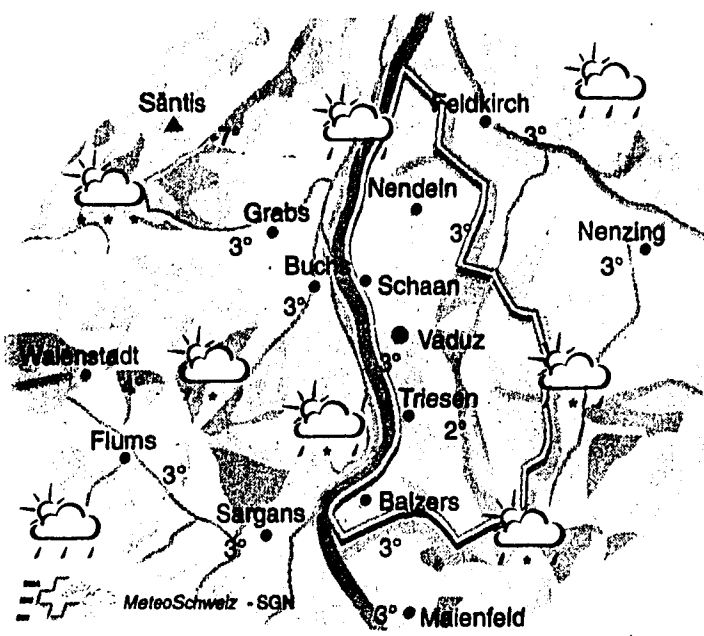 Säntis
-7°
Feldkirch
3°
Nendeln
3°
Grabs
3°
Nenzing
3°
Buchs
3°
Schaan
Vaduz
3°
Walenstadt
Triesen
2°
Flums
3°
Balzers
3°
Sargans
3°
MeteoSchweiz - SGN
3°
Maienfeld